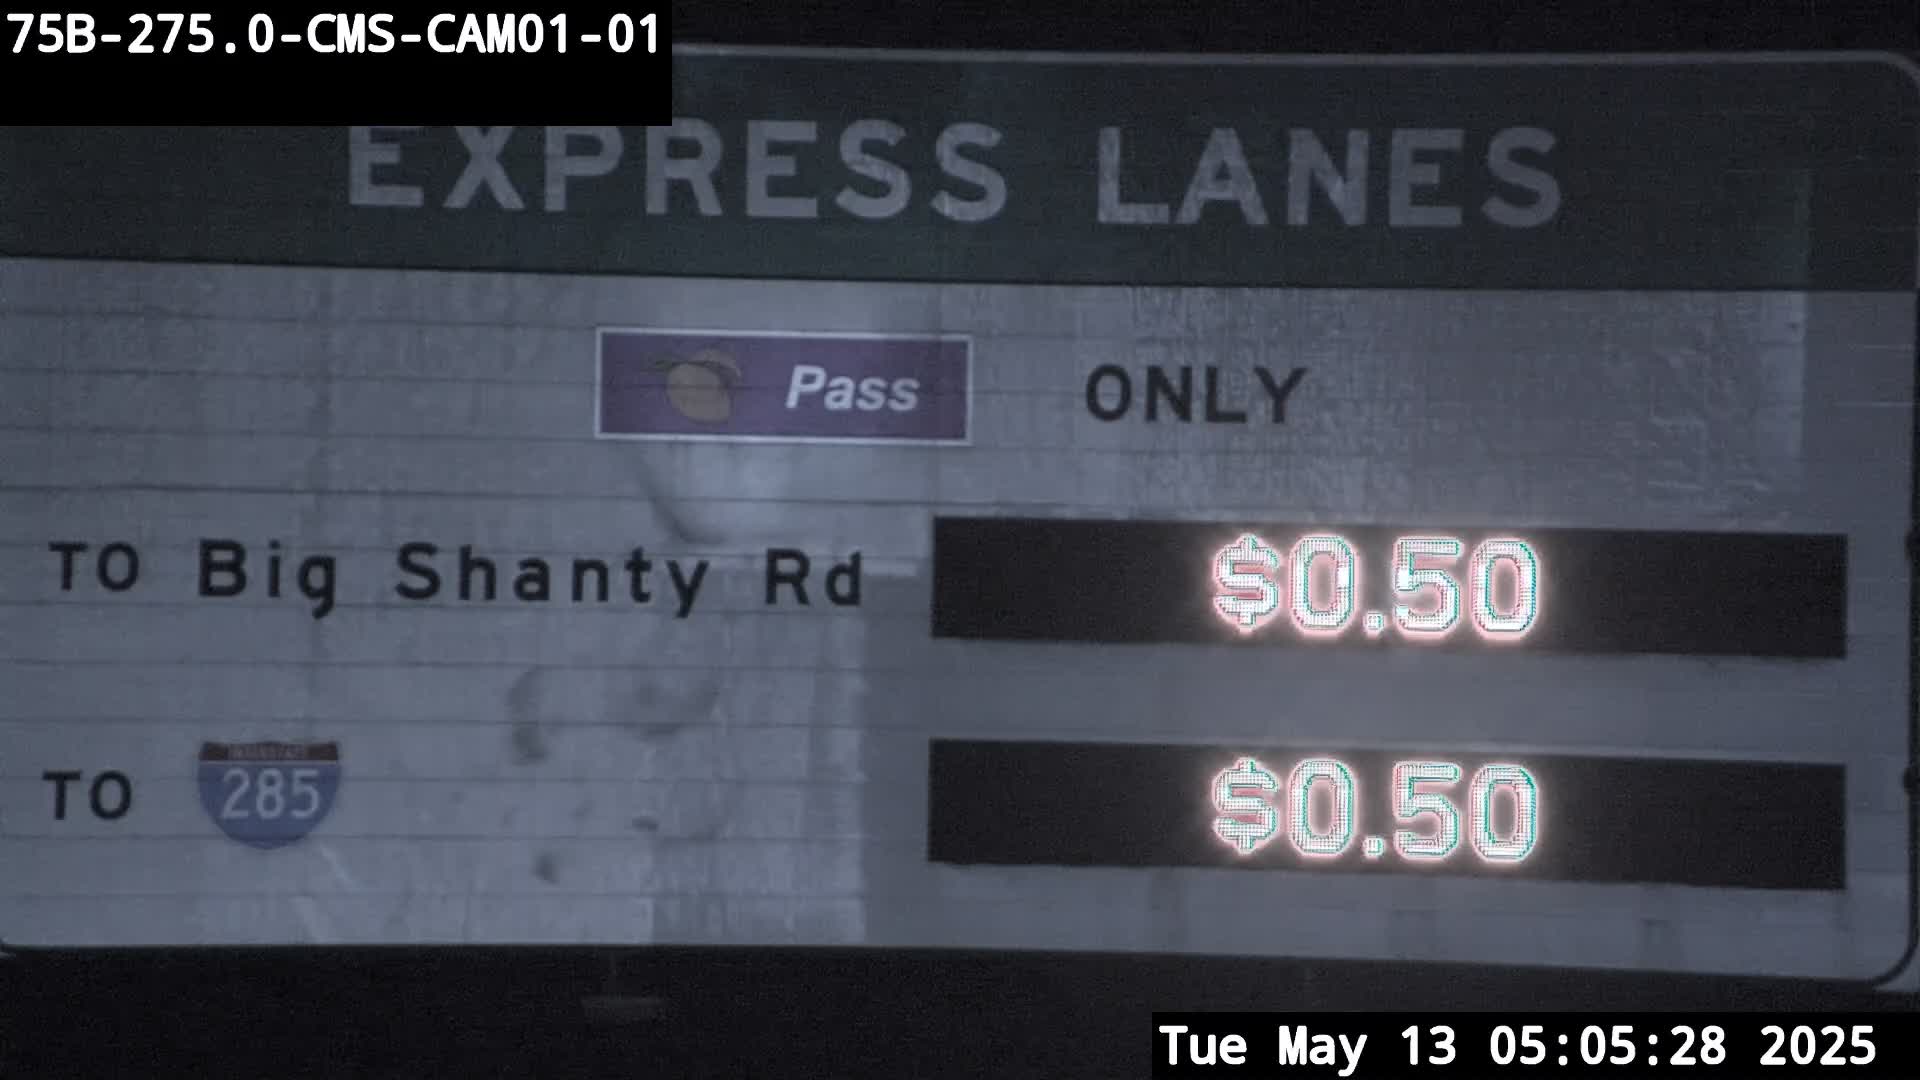 75B-275.0-CMS-CAM01-01
EXPRESS LANES
Pass ONLY
TO Big Shanty Rd $0.50
INTERSTATE
TO 285 $0.50
Tue May 13 05:05:28 2025